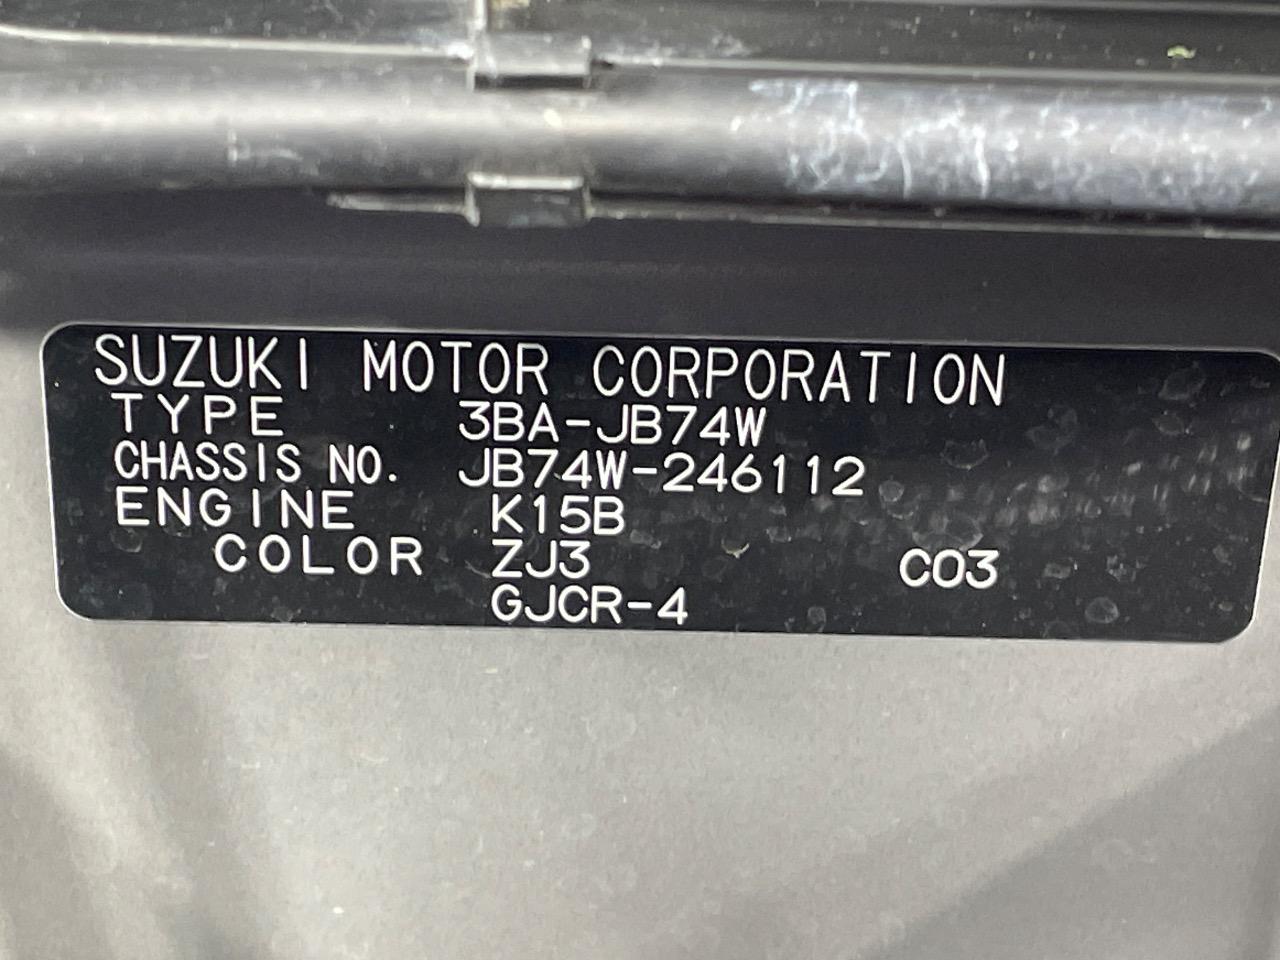 SUZUKI MOTOR CORPORATION
TYPE 3BA-JB74W
CHASSIS NO. JB74W-246112
ENGINE K15B
COLOR ZJ3 C03
GJCR-4